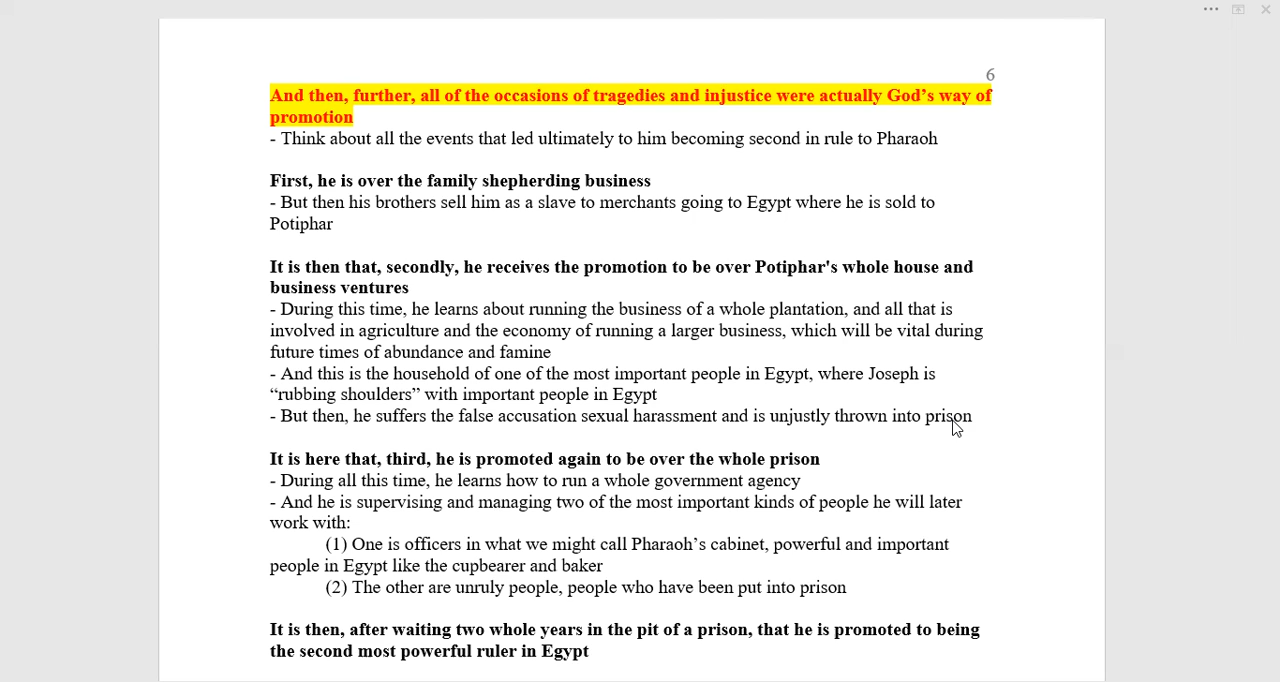 6
And then, further, all of the occasions of tragedies and injustice were actually God’s way of
promotion
- Think about all the events that led ultimately to him becoming second in rule to Pharaoh
First, he is over the family shepherding business
- But then his brothers sell him as a slave to merchants going to Egypt where he is sold to
Potiphar
It is then that, secondly, he receives the promotion to be over Potiphar's whole house and
business ventures
- During this time, he learns about running the business of a whole plantation, and all that is
involved in agriculture and the economy of running a larger business, which will be vital during
future times of abundance and famine
- And this is the household of one of the most important people in Egypt, where Joseph is
“rubbing shoulders” with important people in Egypt
- But then, he suffers the false accusation sexual harassment and is unjustly thrown into prison
It is here that, third, he is promoted again to be over the whole prison
- During all this time, he learns how to run a whole government agency
- And he is supervising and managing two of the most important kinds of people he will later
work with:
(1) One is officers in what we might call Pharaoh’s cabinet, powerful and important
people in Egypt like the cupbearer and baker
(2) The other are unruly people, people who have been put into prison
It is then, after waiting two whole years in the pit of a prison, that he is promoted to being
the second most powerful ruler in Egypt